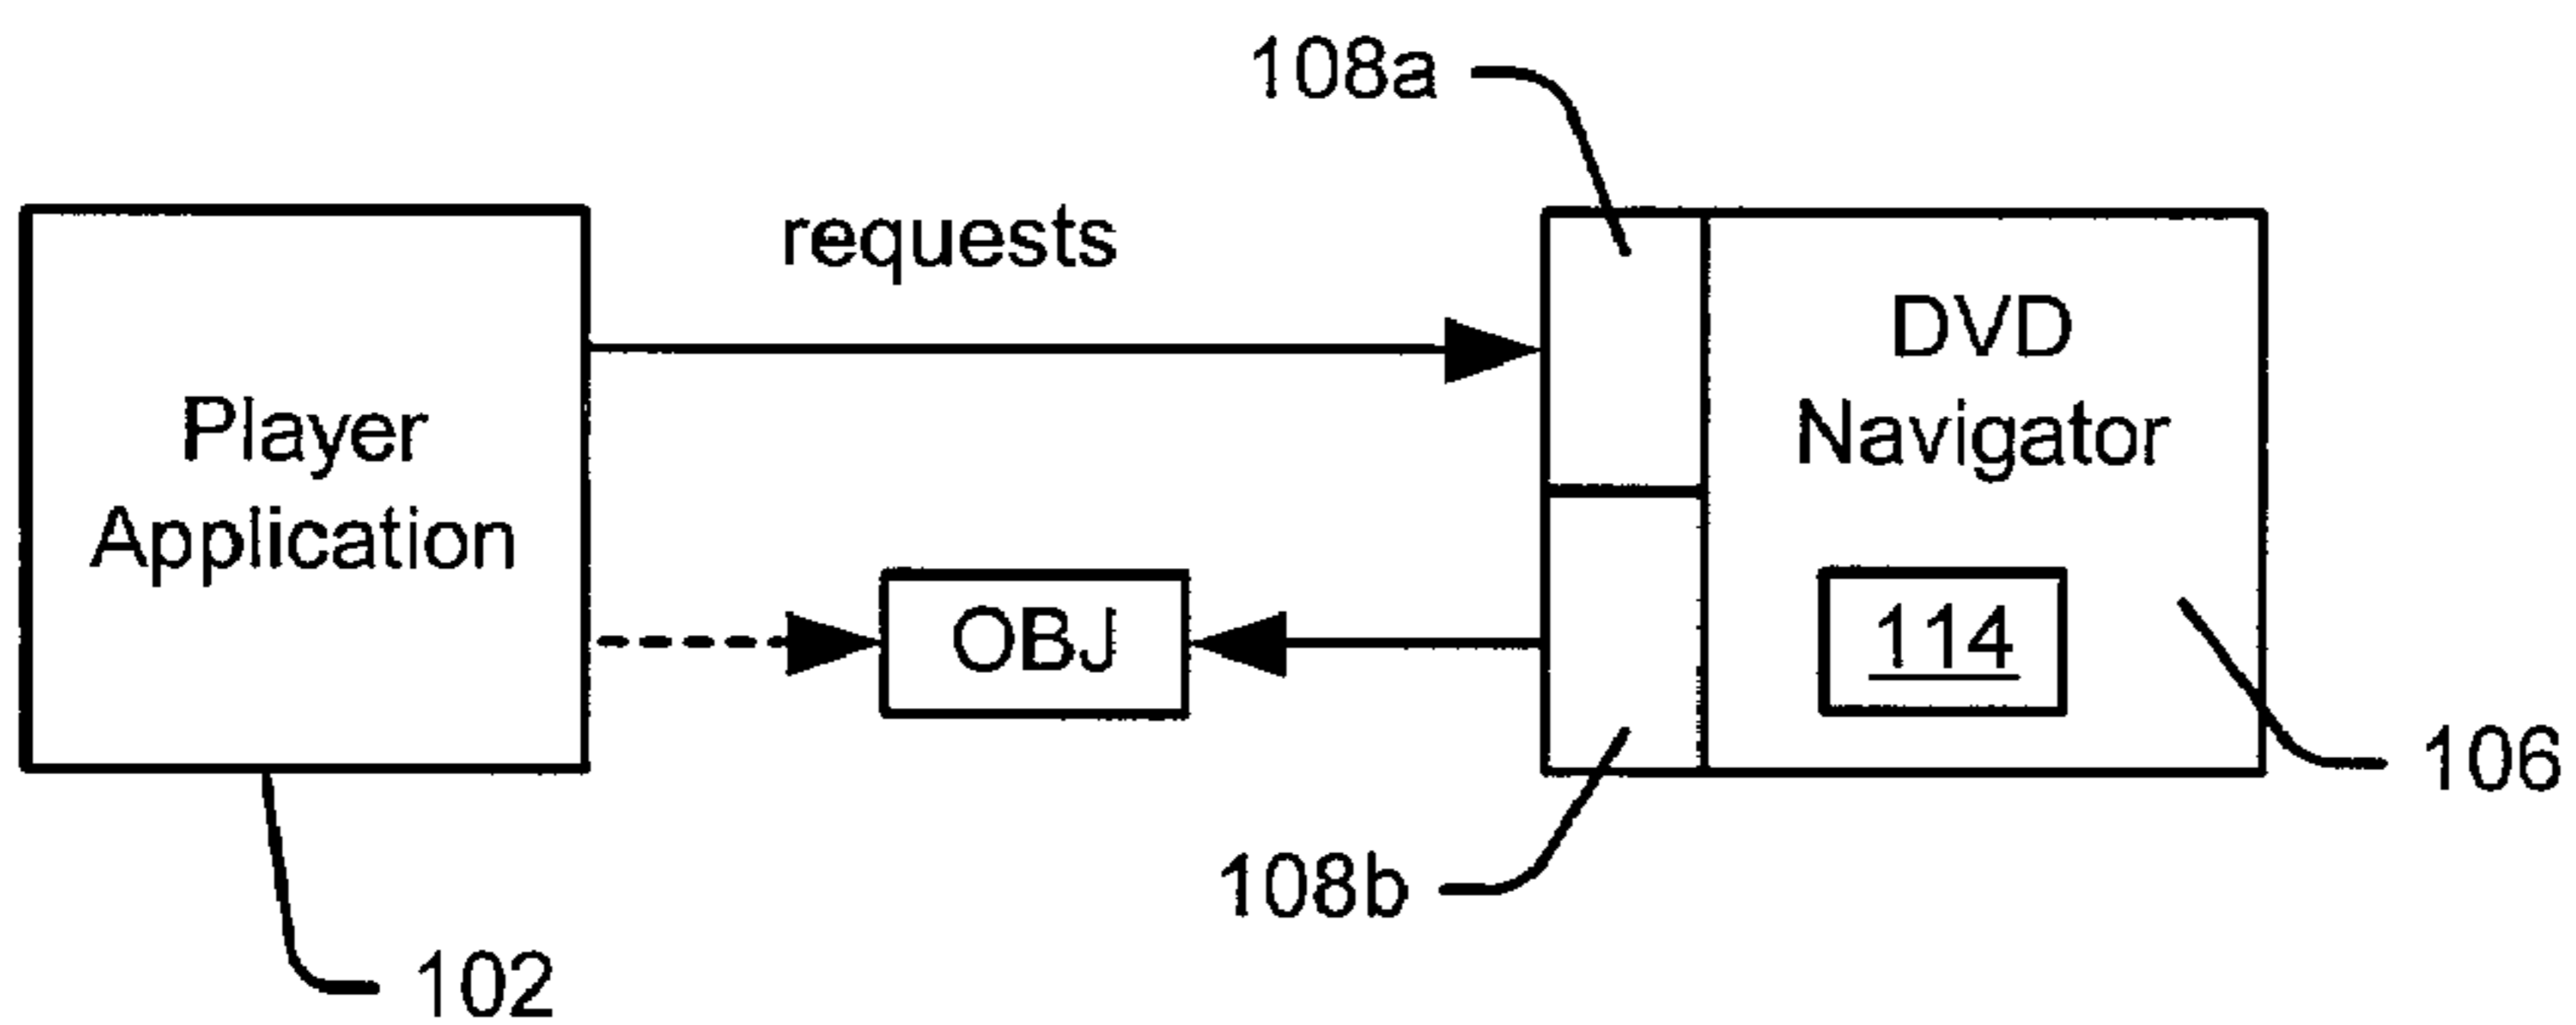 108a
requests
DVD
Navigator
Player
Application
OBJ
114
106
108b
102